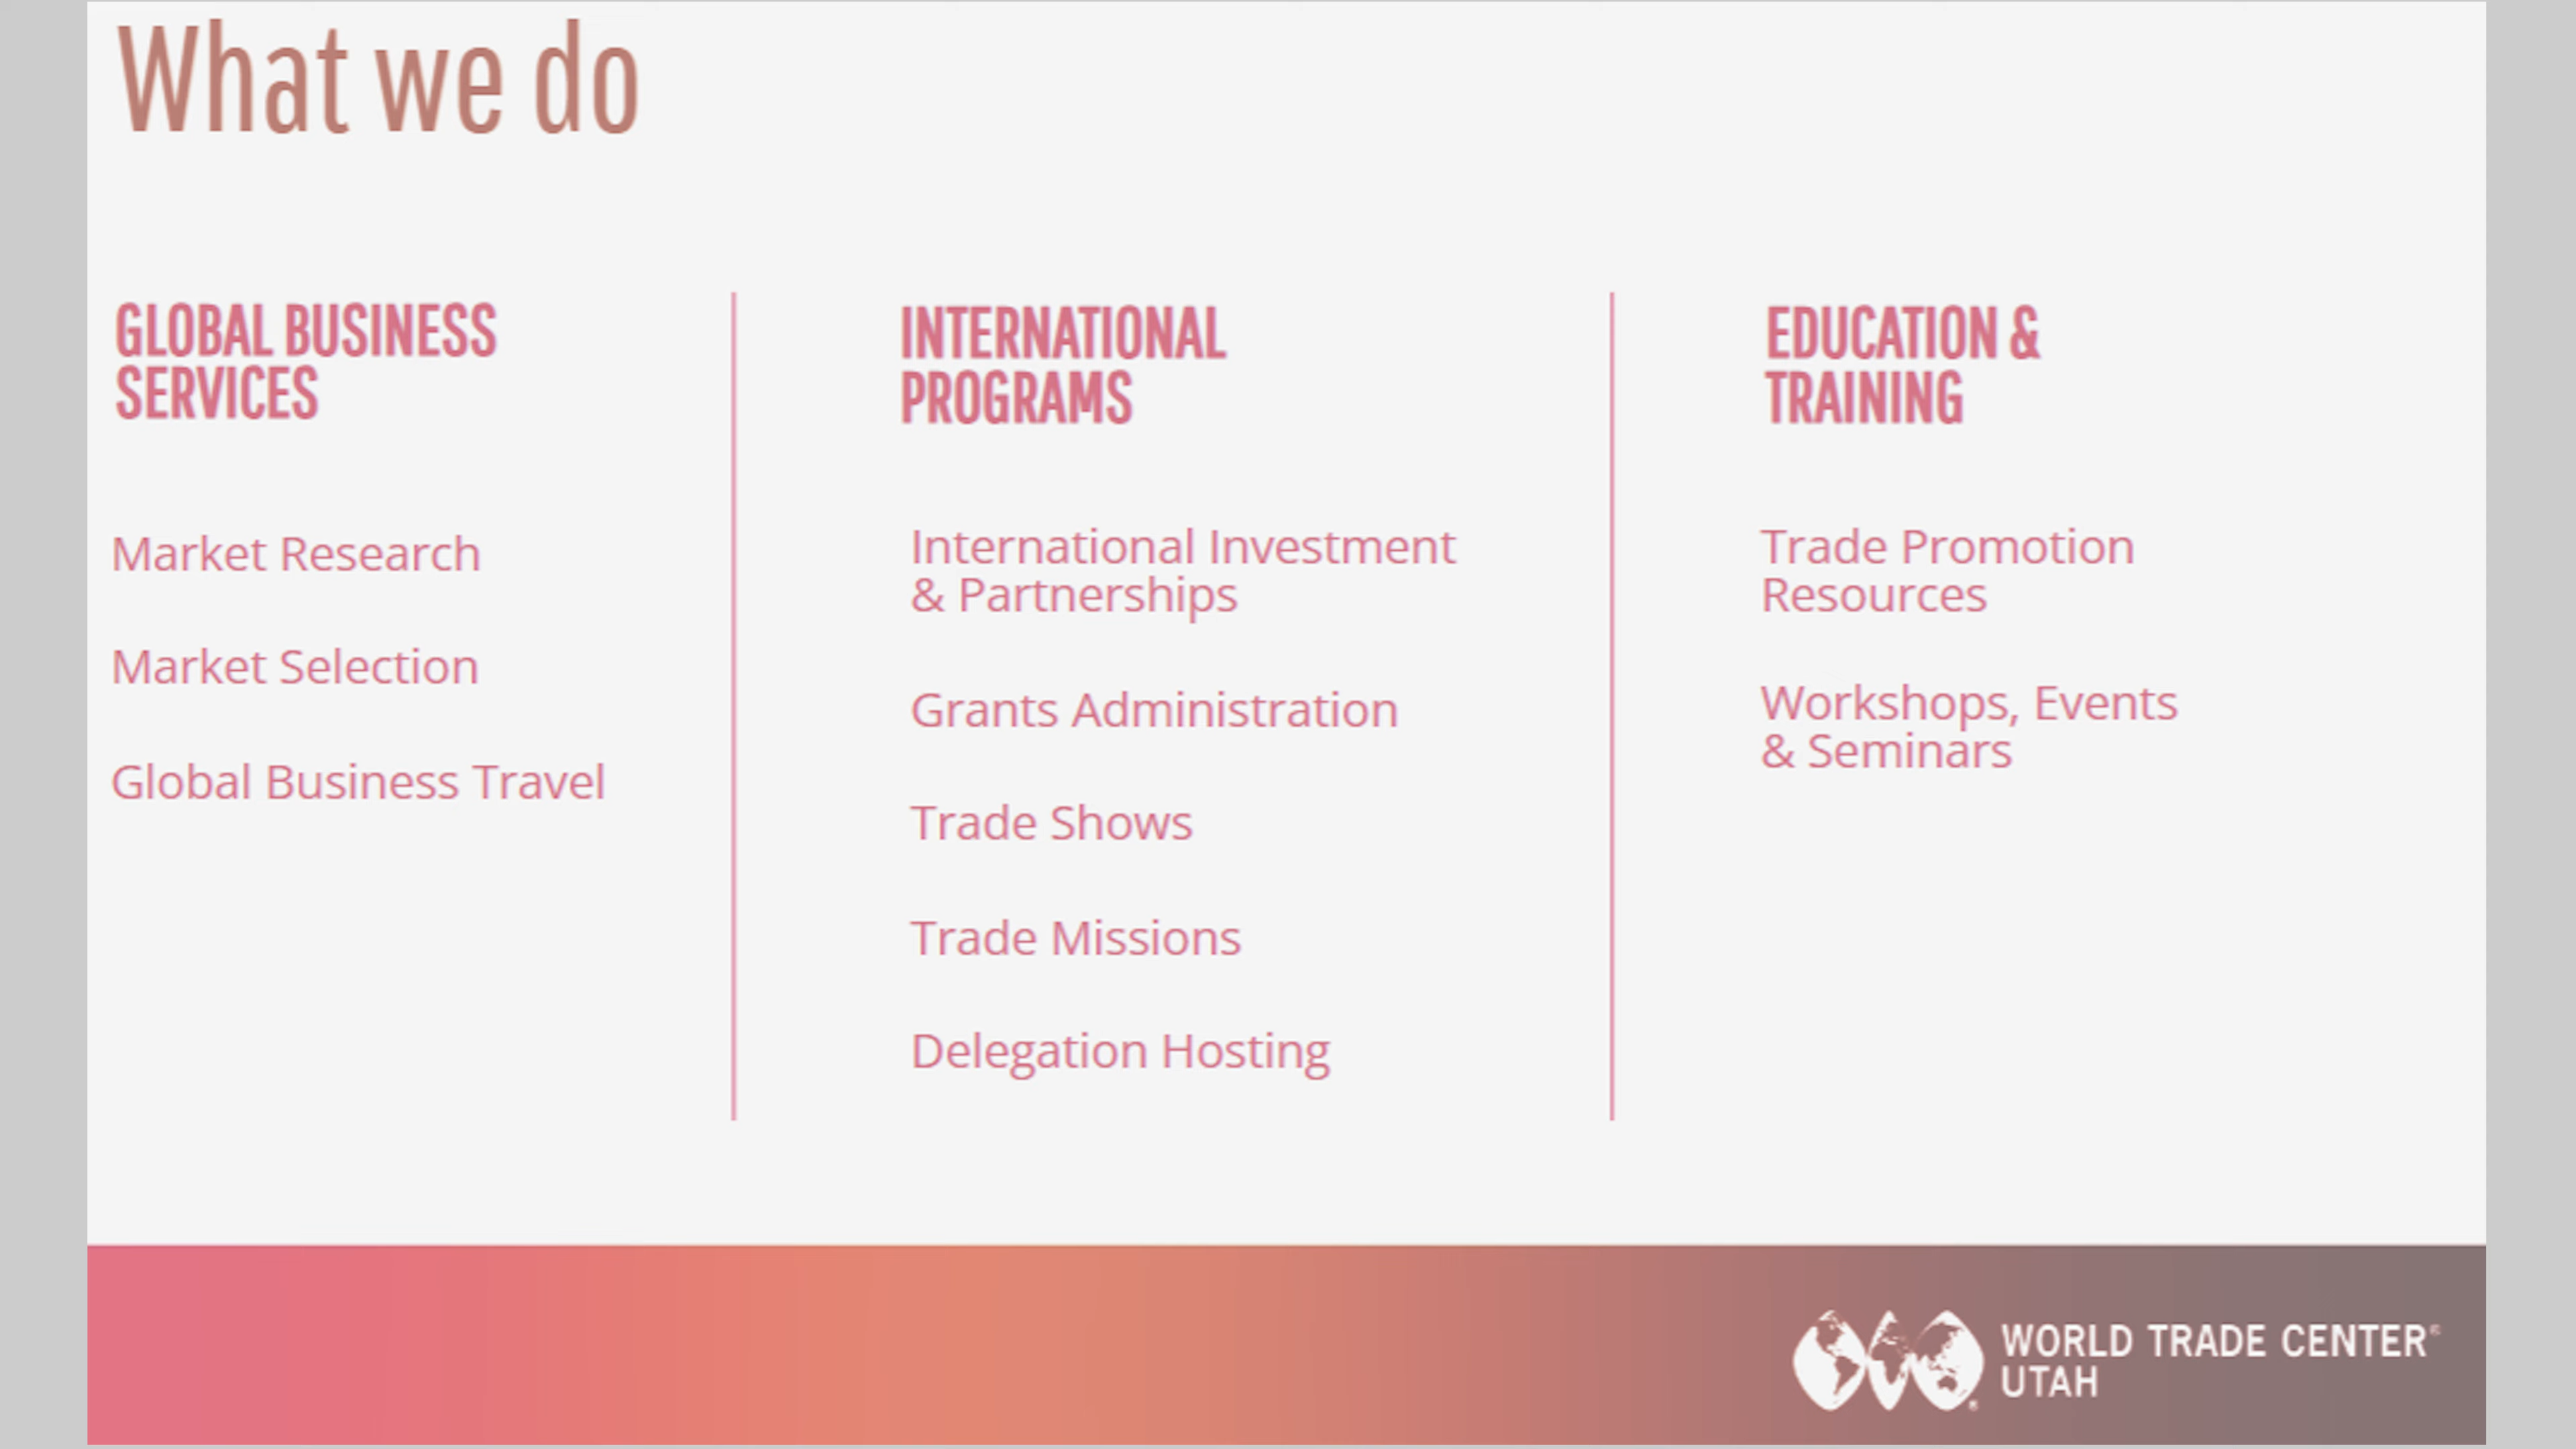 What we do
GLOBAL BUSINESS
SERVICES
Market Research
Market Selection
Global Business Travel
INTERNATIONAL
PROGRAMS
International Investment
& Partnerships
Grants Administration
Trade Shows
Trade Missions
Delegation Hosting
EDUCATION &
TRAINING
Trade Promotion
Resources
Workshops, Events
& Seminars
WORLD TRADE CENTER®
UTAH